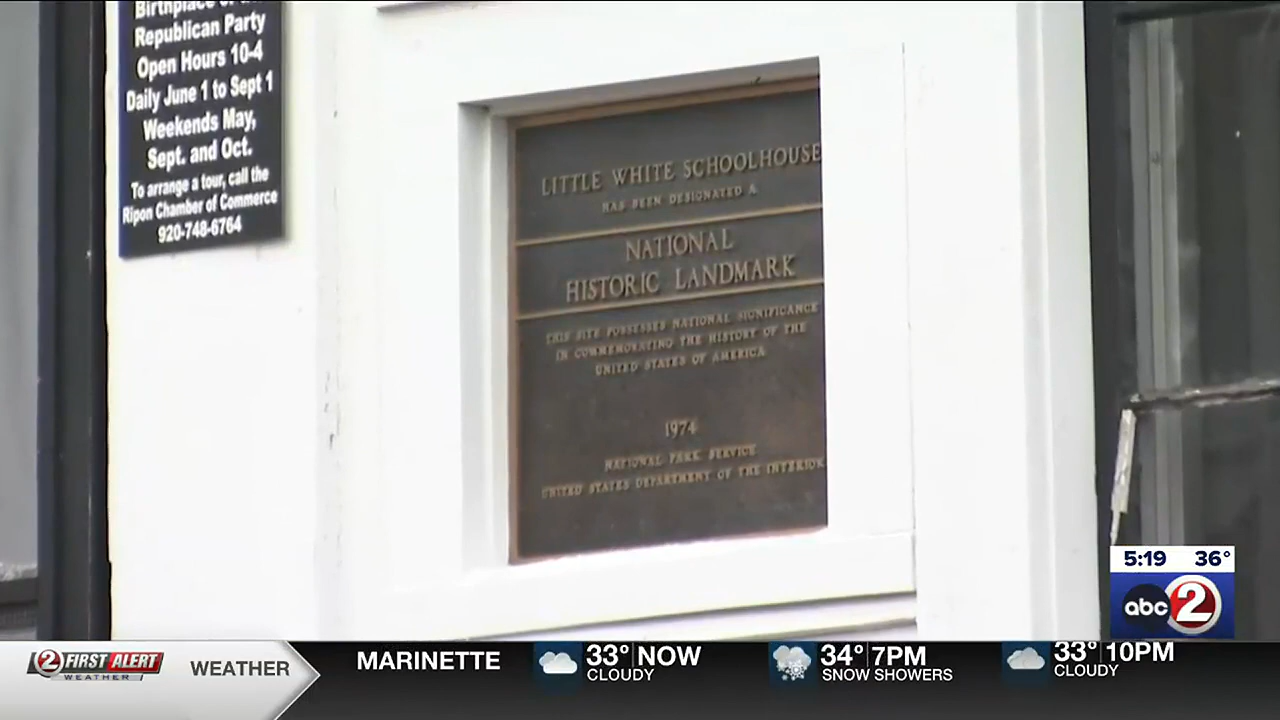 Birthplace of the
Republican Party
Open Hours 10-4
Daily June 1 to Sept 1
Weekends May,
Sept. and Oct.
To arrange a tour, call the
Ripon Chamber of Commerce
920-748-6764
LITTLE WHITE SCHOOLHOUSE
HAS BEEN DESIGNATED A
NATIONAL
HISTORIC LANDMARK
THIS SITE POSSESSES NATIONAL SIGNIFICANCE
IN COMMEMORATING THE HISTORY OF THE
UNITED STATES OF AMERICA
1974
NATIONAL PARK SERVICE
UNITED STATES DEPARTMENT OF THE INTERIOR
5:19 36°
abc 2
2 FIRST ALERT
WEATHER
WEATHER
MARINETTE
33° NOW
CLOUDY
34° 7PM
SNOW SHOWERS
33° 10PM
CLOUDY